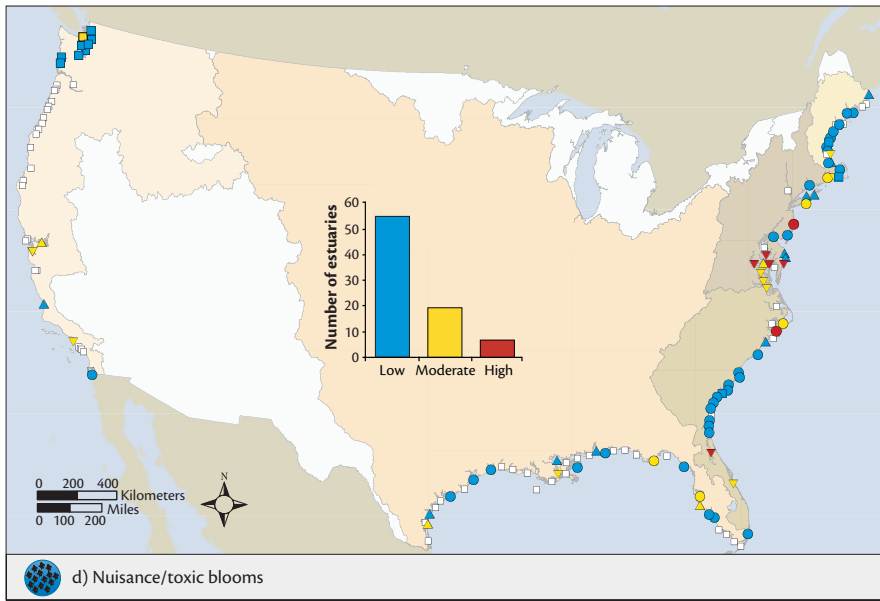 Number of estuaries
60
50
40
30
20
10
0
Low Moderate High
0 200 400
Kilometers
Miles
0 100 200
N
d) Nuisance/toxic blooms